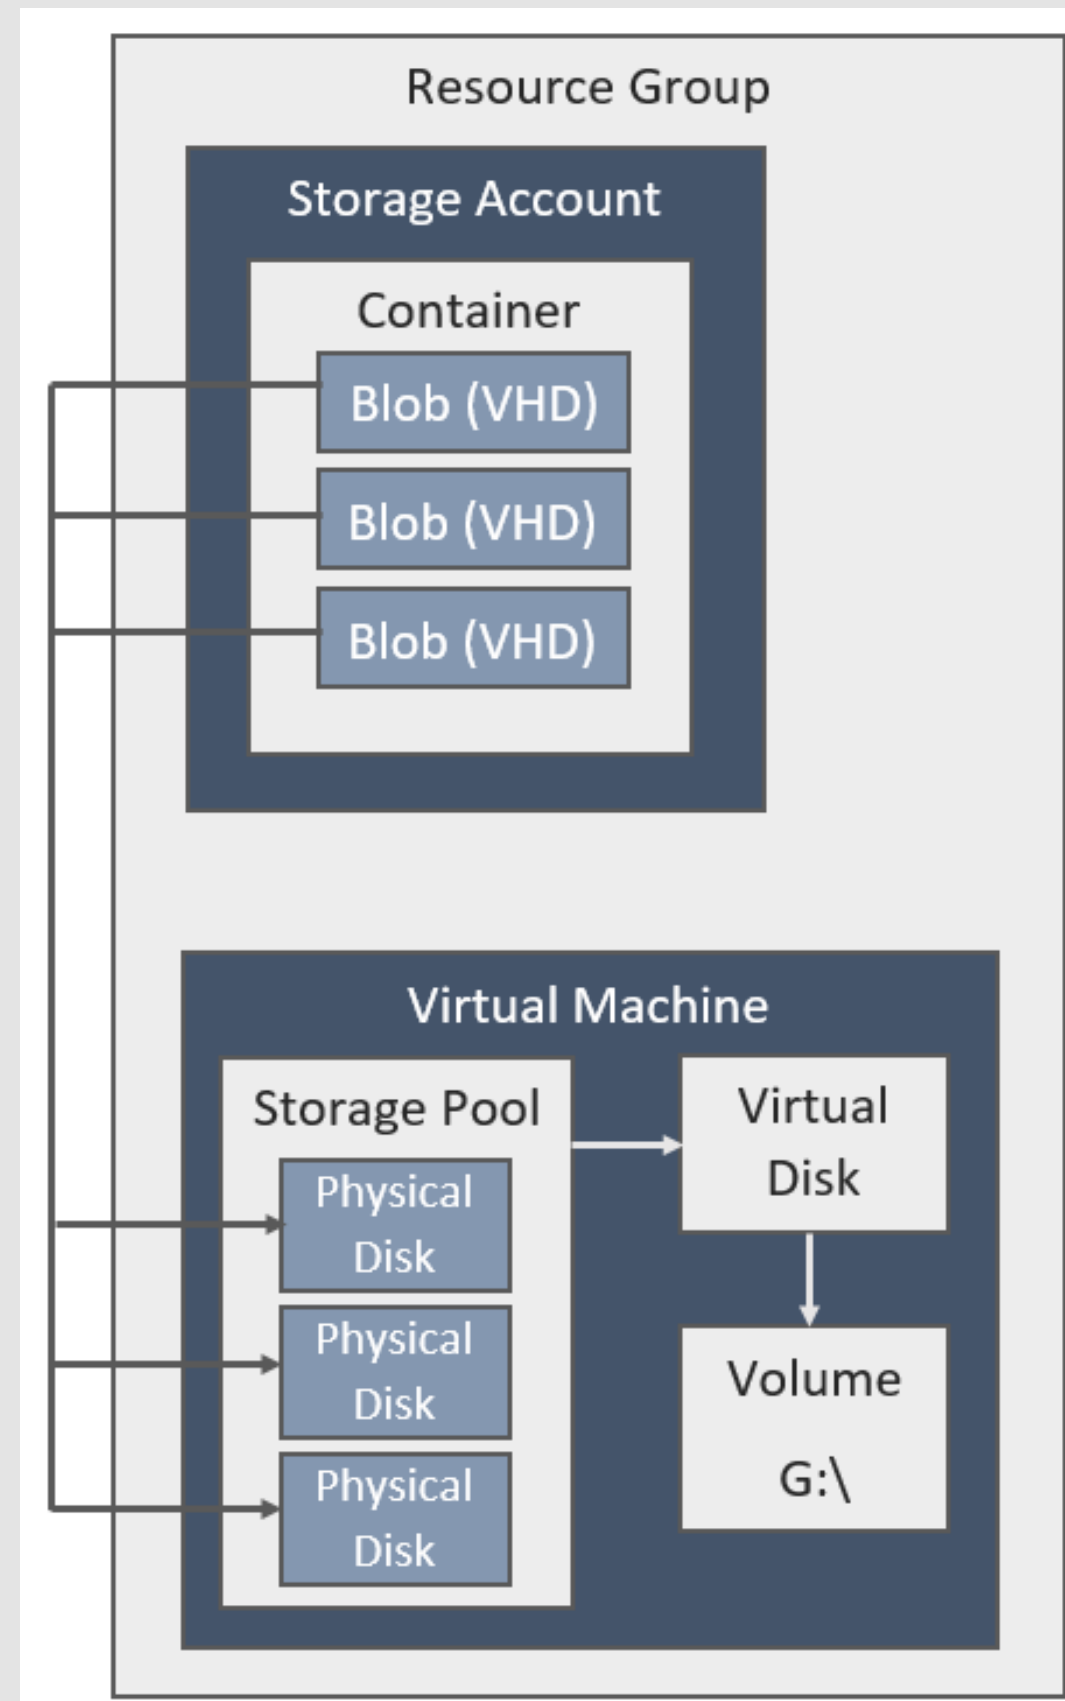 Resource Group
Storage Account
Container
Blob (VHD)
Blob (VHD)
Blob (VHD)
Virtual Machine
Storage Pool
Physical
Disk
Physical
Disk
Physical
Disk
Virtual
Disk
Volume
G:\